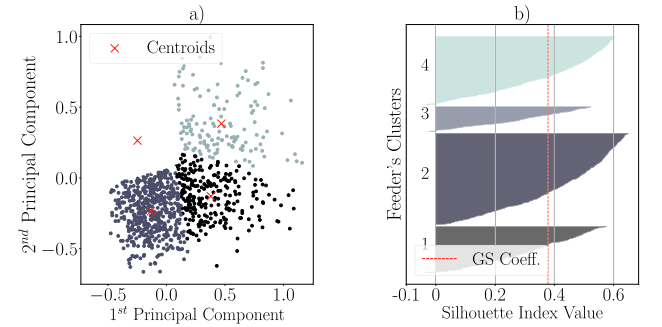 a)
Centroids
1.0
0.5
0.0
−0.5
2nd Principal Component
−0.5
0.0
0.5
1.0
1st Principal Component
b)
4
3
2
1
Feeder's Clusters
GS Coeff.
-0.1
0
0.2
0.4
0.6
Silhouette Index Value